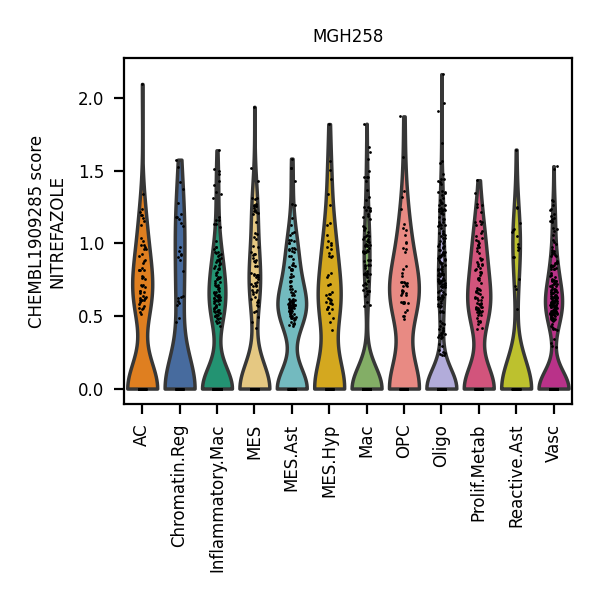 MGH258
CHEMBL1909285 score
NITREFAZOLE
2.0
1.5
1.0
0.5
0.0
AC
Chromatin.Reg
Inflammatory.Mac
MES
MES.Ast
MES.Hyp
Mac
OPC
Oligo
Prolif.Metab
Reactive.Ast
Vasc